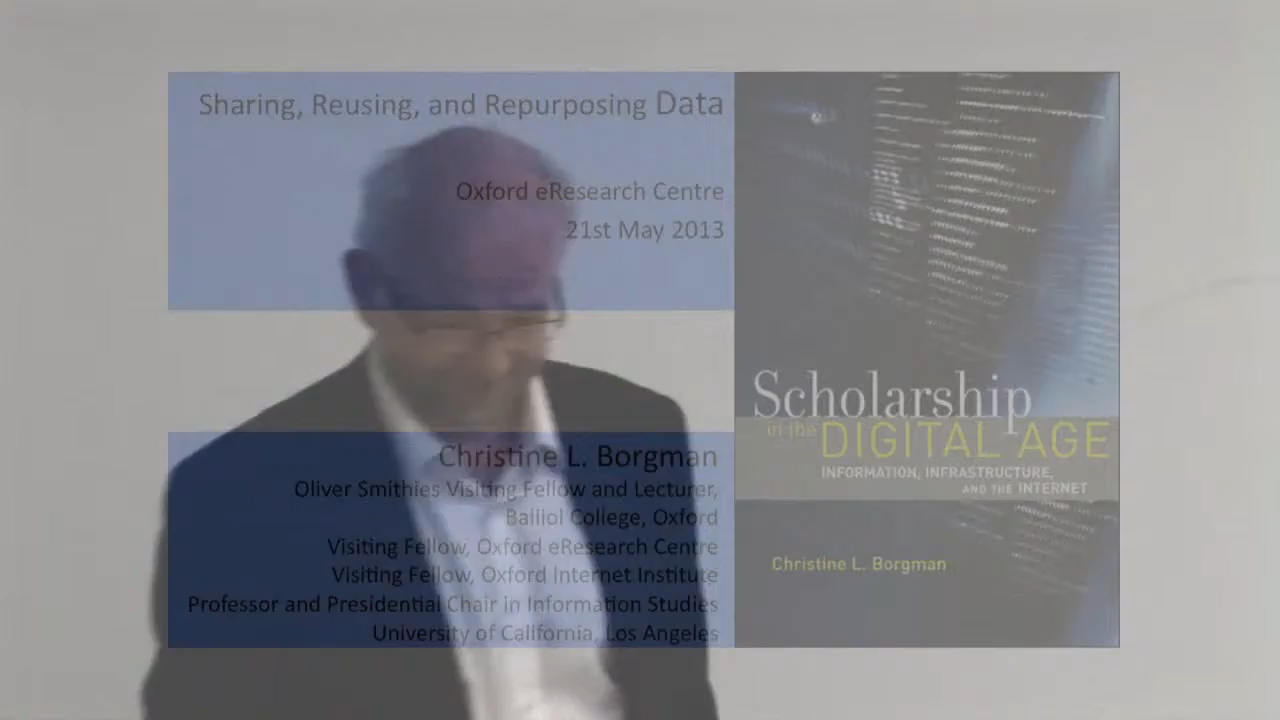 Sharing, Reusing, and Repurposing Data
Oxford eResearch Centre
21st May 2013
Christine L. Borgman
Oliver Smithies Visiting Fellow and Lecturer,
Balliol College, Oxford
Visiting Fellow, Oxford eResearch Centre
Visiting Fellow, Oxford Internet Institute
Professor and Presidential Chair in Information Studies
University of California, Los Angeles
Scholarship
in the DIGITAL AGE
INFORMATION, INFRASTRUCTURE,
AND THE INTERNET
Christine L. Borgman